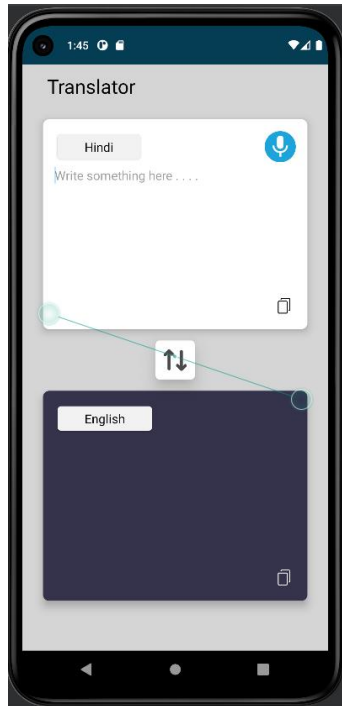 1:45
Translator
Hindi
Write something here . . . .
English